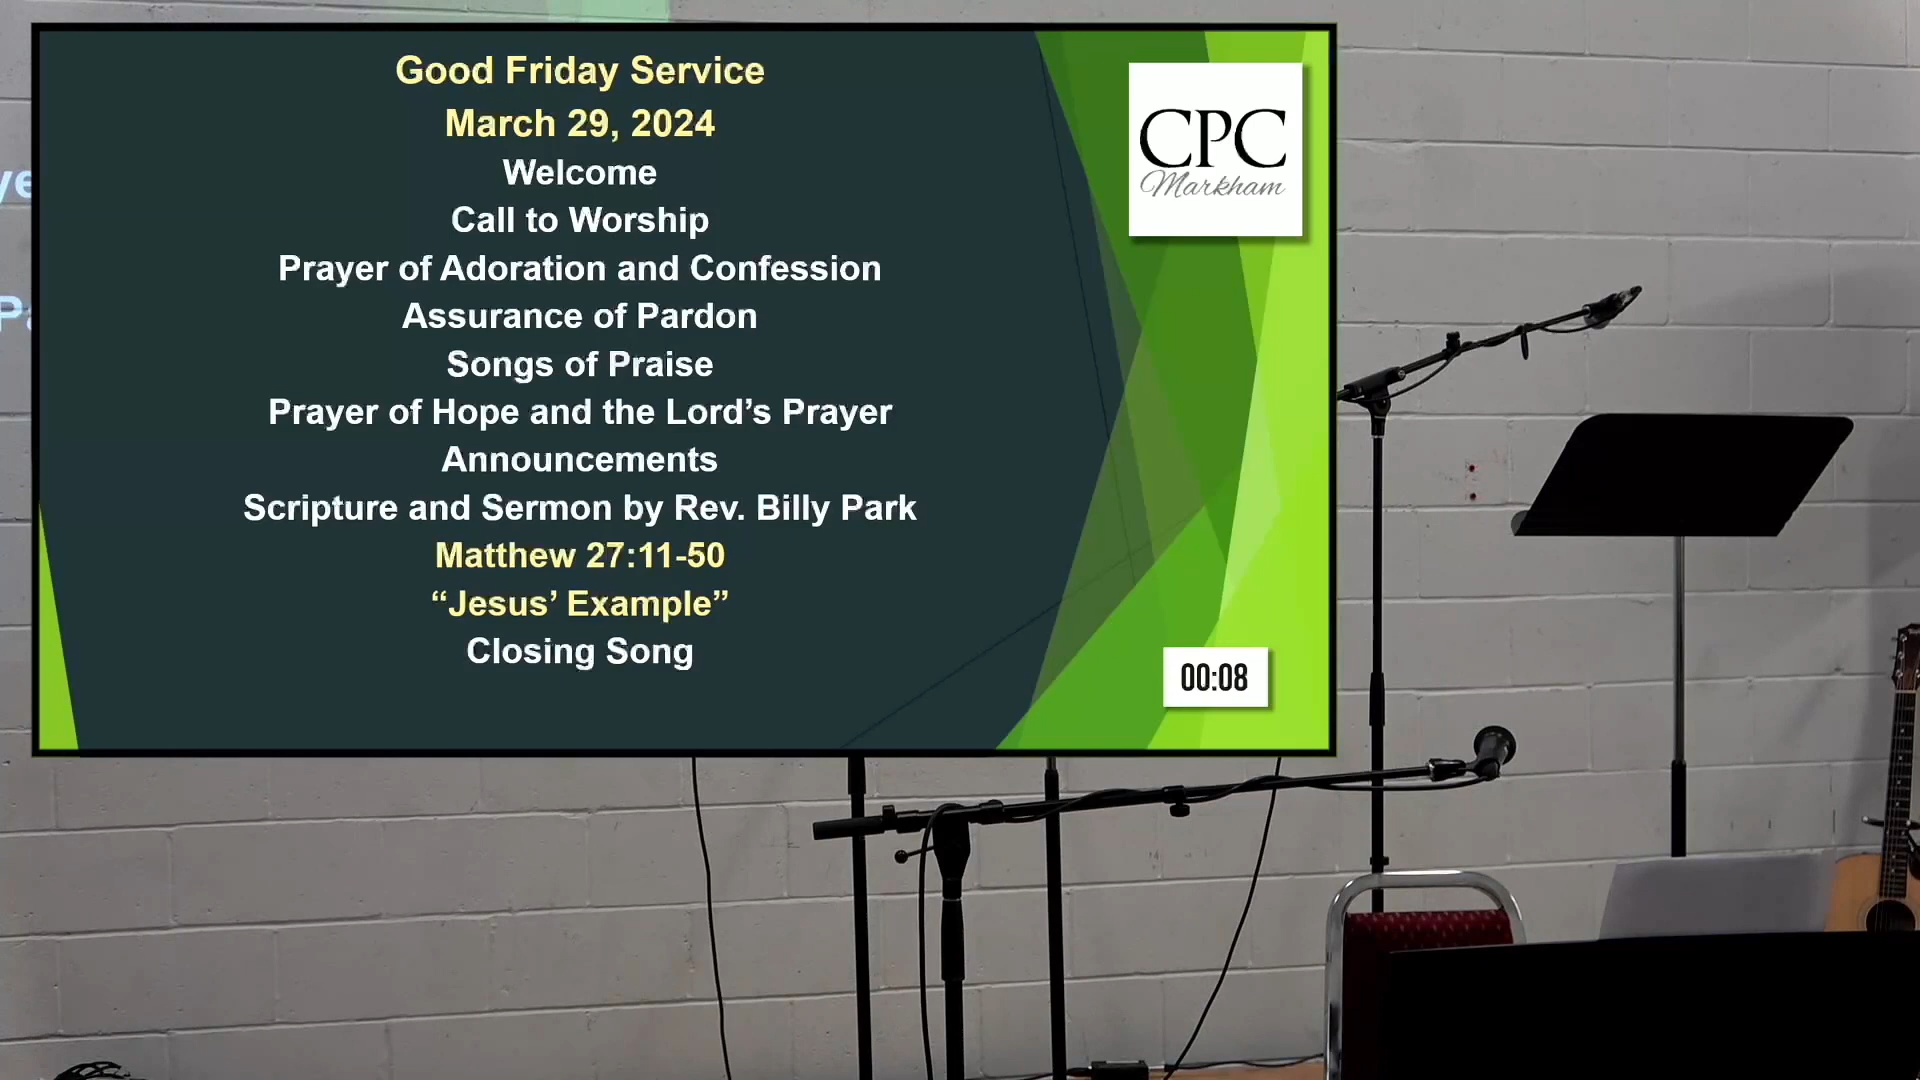 Good Friday Service
March 29, 2024
Welcome
Call to Worship
Prayer of Adoration and Confession
Assurance of Pardon
Songs of Praise
Prayer of Hope and the Lord’s Prayer
Announcements
Scripture and Sermon by Rev. Billy Park
Matthew 27:11-50
“Jesus’ Example”
Closing Song
CPC
Markham
00:08